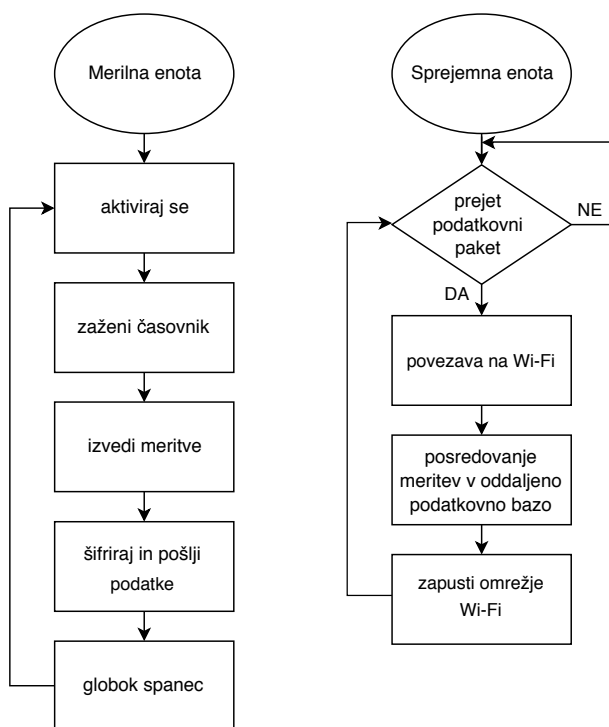 Merilna enota
aktiviraj se
zaženi časovnik
izvedi meritve
šifriraj in pošlji
podatke
globok spanec
Sprejemna enota
prejet
podatkovni
paket
NE
DA
povezava na Wi-Fi
posredovanje
meritev v oddaljeno
podatkovno bazo
zapusti omrežje
Wi-Fi